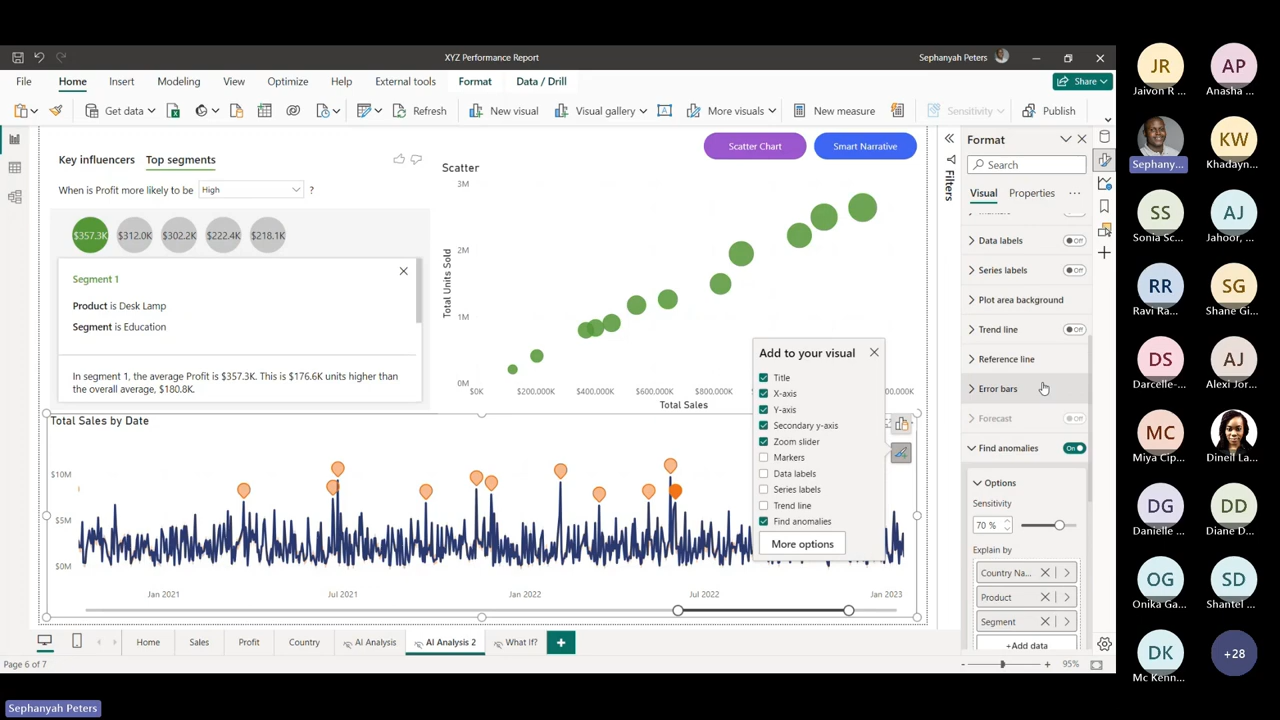 XYZ Performance Report
Sephanyah Peters
File Home Insert Modeling View Optimize Help External tools Format Data / Drill Share
Get data Refresh New visual Visual gallery More visuals New measure Sensitivity Publish
Key influencers Top segments
When is Profit more likely to be High ?
$357.3K $312.0K $302.2K $222.4K $218.1K
Segment 1
Product is Desk Lamp
Segment is Education
In segment 1, the average Profit is $357.3K. This is $176.6K units higher than
the overall average, $180.8K.
Scatter Chart Smart Narrative
Scatter
Total Units Sold
3M
2M
1M
0M
$0K $200.000K $400.000K $600.000K $800.000K
Total Sales
Total Sales by Date
$10M
$5M
$0M
Jan 2021 Jul 2021 Jan 2022 Jul 2022 Jan 2023
Add to your visual
Title
X-axis
Y-axis
Secondary y-axis
Zoom slider
Markers
Data labels
Series labels
Trend line
Find anomalies
More options
Filters
Format
Search
Visual Properties ...
Data labels Off
Series labels Off
Plot area background
Trend line Off
Reference line
Error bars
Forecast Off
Find anomalies On
Options
Sensitivity
70 %
Explain by
Country Na...
Product
Segment
+Add data
Home Sales Profit Country AI Analysis AI Analysis 2 What If? +
Page 6 of 7
- + 95%
JR
Jaivon R ...
AP
Anasha ...
Sephany...
KW
Khadayn...
SS
Sonia Sc...
AJ
Jahoor, ...
RR
Ravi Ra...
SG
Shane Gi...
DS
Darcelle-...
AJ
Alexi Jor...
MC
Miya Cip...
Dinell La...
DG
Danielle ...
DD
Diane D...
OG
Onika Ga...
SD
Shantel ...
DK
Mc Kenn...
+28
Sephanyah Peters